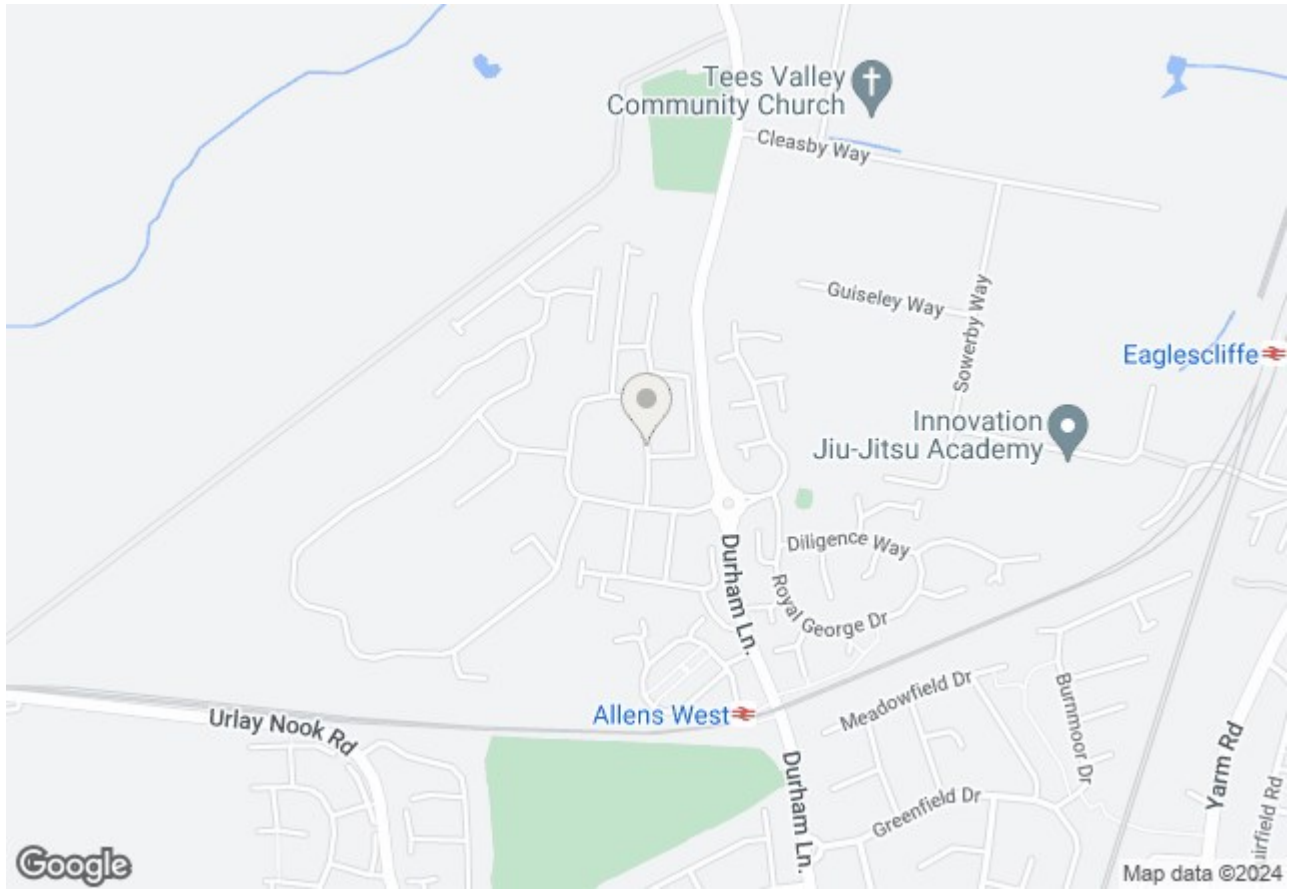 Tees Valley
Community Church
Cleasby Way
Guiseley Way
Sowerby Way
Eaglescliffe
Innovation
Jiu-Jitsu Academy
Durham Ln.
Diligence Way
Royal George Dr
Allens West
Meadowfield Dr
Burnmoor Dr
Urlay Nook Rd
Durham Ln.
Greenfield Dr
Yarm Rd
uirfield Rd
Google
Map data ©2024